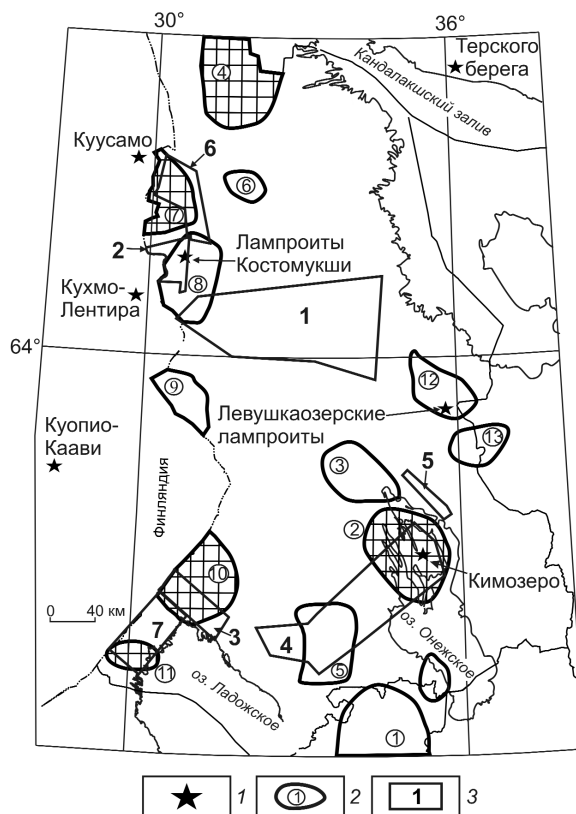 30°
36°
Терского
берега
④
Кандалакшский залив
Куусамо
6
⑥
⑦
2
Лампроиты
Костомукши
⑧
Кухмо-
Лентира
1
64°
⑨
⑫
Левушкаозерские
лампроиты
⑬
Куопио-
Каави
③
5
Финляндия
②
⑩
Кимозеро
0 40 км
7
3
4
оз. Онежское
⑤
⑪
оз. Ладожское
①
★ 1 ① 2 1 3